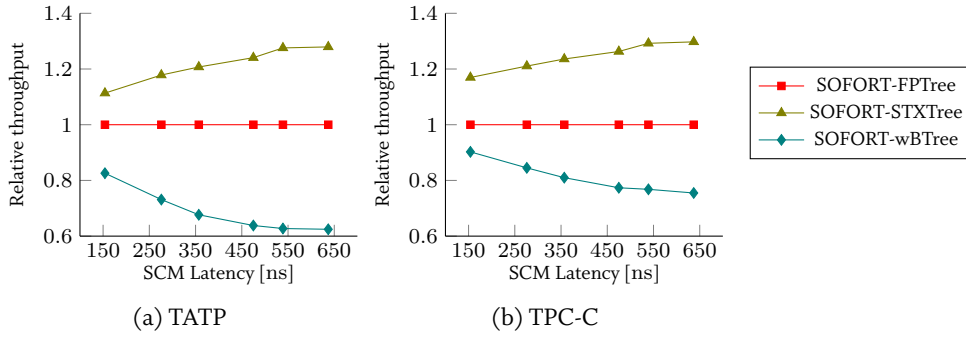 1.4
1.2
1
0.8
0.6
150 250 350 450 550 650
Relative throughput
SCM Latency [ns]
(a) TATP
1.4
1.2
1
0.8
0.6
150 250 350 450 550 650
Relative throughput
SCM Latency [ns]
(b) TPC-C
SOFORT-FPTree
SOFORT-STXTree
SOFORT-wBTree